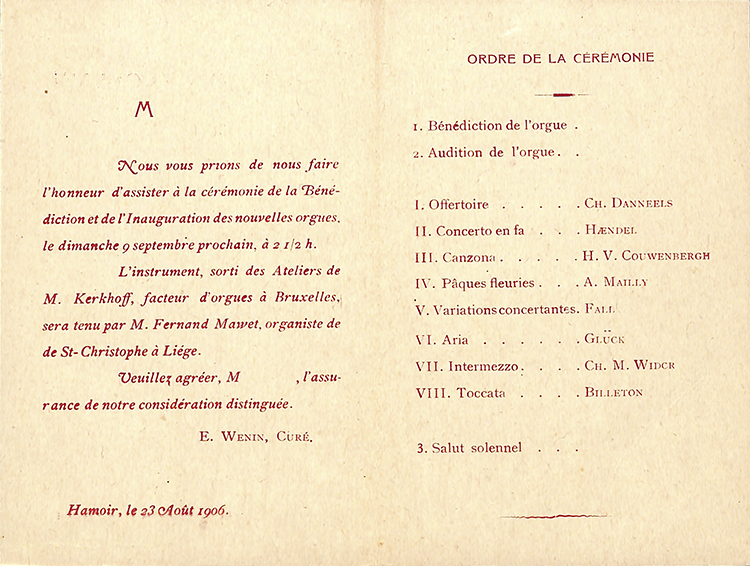 M
Nous vous prions de nous faire
l'honneur d'assister à la cérémonie de la Béné-
diction et de l'Inauguration des nouvelles orgues,
le dimanche 9 septembre prochain, à 2 1/2 h.
L'instrument, sorti des Ateliers de
M. Kerkhoff, facteur d'orgues à Bruxelles,
sera tenu par M. Fernand Mawet, organiste de
de St-Christophe à Liége.
Veuillez agréer, M , l'assu-
rance de notre considération distinguée.
E. Wenin, Curé.
Hamoir, le 23 Août 1906.
ORDRE DE LA CÉRÉMONIE
1. Bénédiction de l'orgue .
2. Audition de l'orgue . .
I. Offertoire . . . . . Ch. Danneels
II. Concerto en fa . . . Hændel
III. Canzona . . . . . H. V. Couwenbergh
IV. Pâques fleuries . . . A. Mailly
V. Variations concertantes. Fall
VI. Aria . . . . . . Glück
VII. Intermezzo . . . . Ch. M. Widcr
VIII. Toccata . . . . Billeton
3. Salut solennel . . .